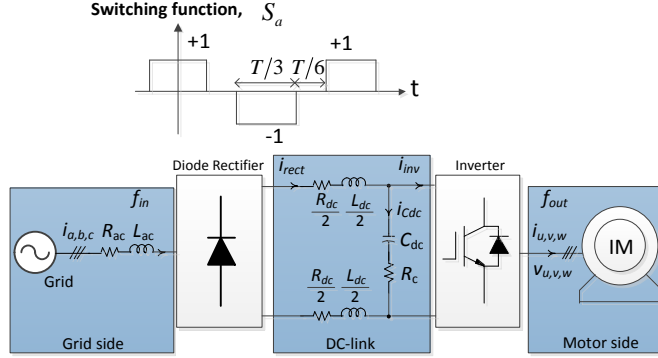 Switching function, S_a
+1
+1
T/3
T/6
t
-1
Diode Rectifier
i_rect
i_inv
Inverter
f_in
f_out
R_dc/2
L_dc/2
i_Cdc
i_a,b,c
R_ac
L_ac
C_dc
i_u,v,w
IM
Grid
R_dc/2
L_dc/2
R_c
v_u,v,w
Grid side
DC-link
Motor side